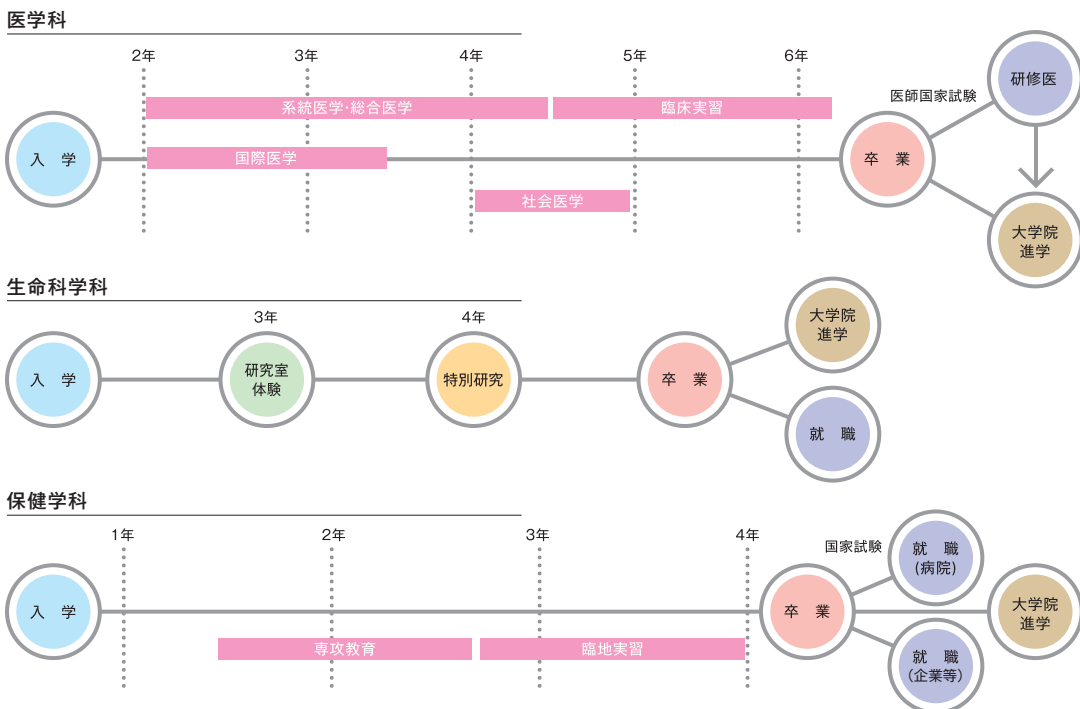 医学科
2年
3年
4年
5年
6年
系統医学・総合医学
臨床実習
医師国家試験
研修医
入 学
国際医学
卒 業
社会医学
大学院
進学
生命科学科
3年
4年
入 学
研究室
体験
特別研究
卒 業
大学院
進学
就 職
保健学科
1年
2年
3年
4年
国家試験
就 職
(病院)
入 学
卒 業
大学院
進学
専攻教育
臨地実習
就 職
(企業等)